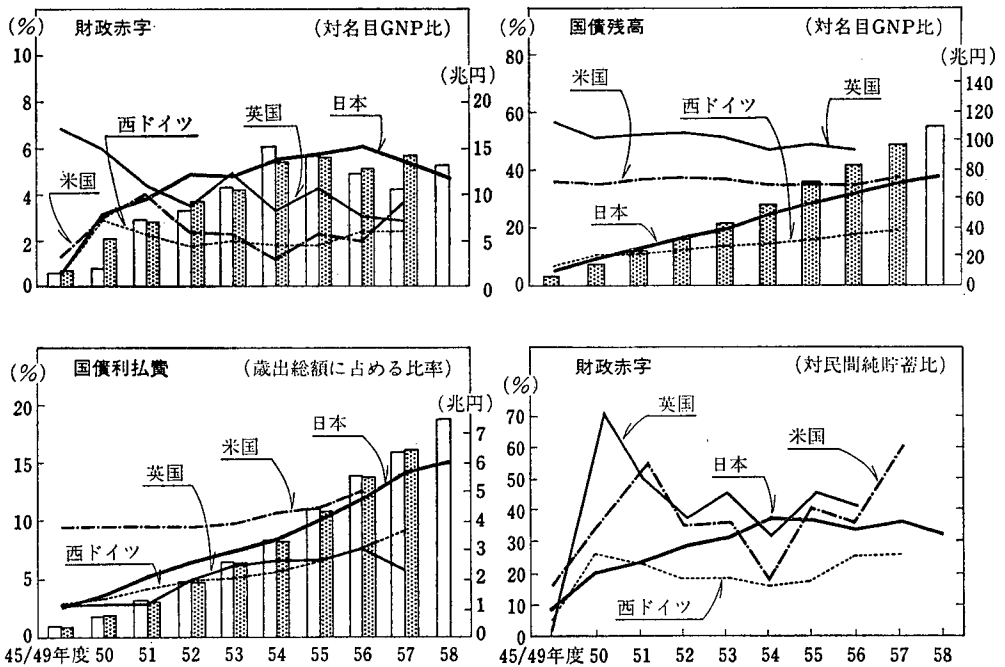 (%) 財政赤字 (対名目GNP比)
(兆円)
10
8
6
4
2
0
20
15
10
5
0
西ドイツ
英国
日本
米国
(%) 国債残高 (対名目GNP比)
(兆円)
80
60
40
20
0
140
120
100
80
60
40
20
0
米国
西ドイツ
英国
日本
(%) 国債利払費 (歳出総額に占める比率)
(兆円)
20
15
10
5
0
7
6
5
4
3
2
1
0
日本
米国
英国
西ドイツ
45/49年度 50 51 52 53 54 55 56 57 58
財政赤字 (対民間純貯蓄比)
(%)
70
60
50
40
30
20
10
0
英国
米国
日本
西ドイツ
45/49年度 50 51 52 53 54 55 56 57 58